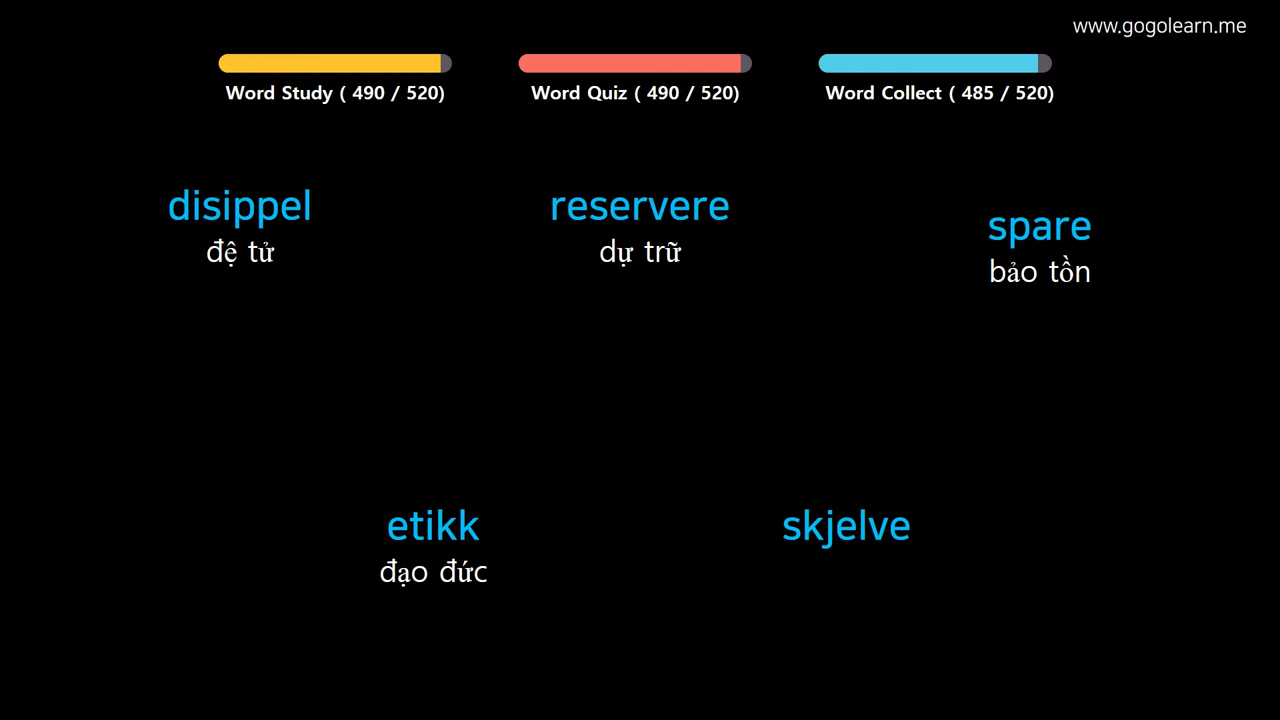 www.gogolearn.me
Word Study ( 490 / 520)
Word Quiz ( 490 / 520)
Word Collect ( 485 / 520)
disippel
đệ tử
reservere
dự trữ
spare
bảo tồn
etikk
đạo đức
skjelve